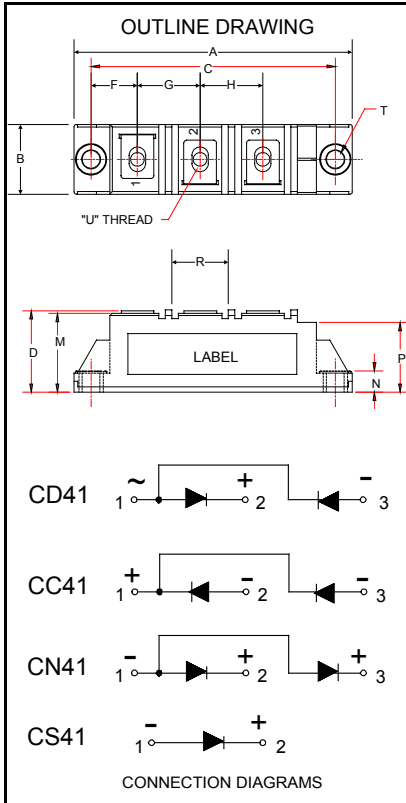 OUTLINE DRAWING
A
C
F G H
T
B
1 2 3
"U" THREAD
R
D M LABEL N P
CD41 1 ~ + 2 - 3
CC41 1 + - 2 - 3
CN41 1 - + 2 + 3
CS41 1 - + 2
CONNECTION DIAGRAMS